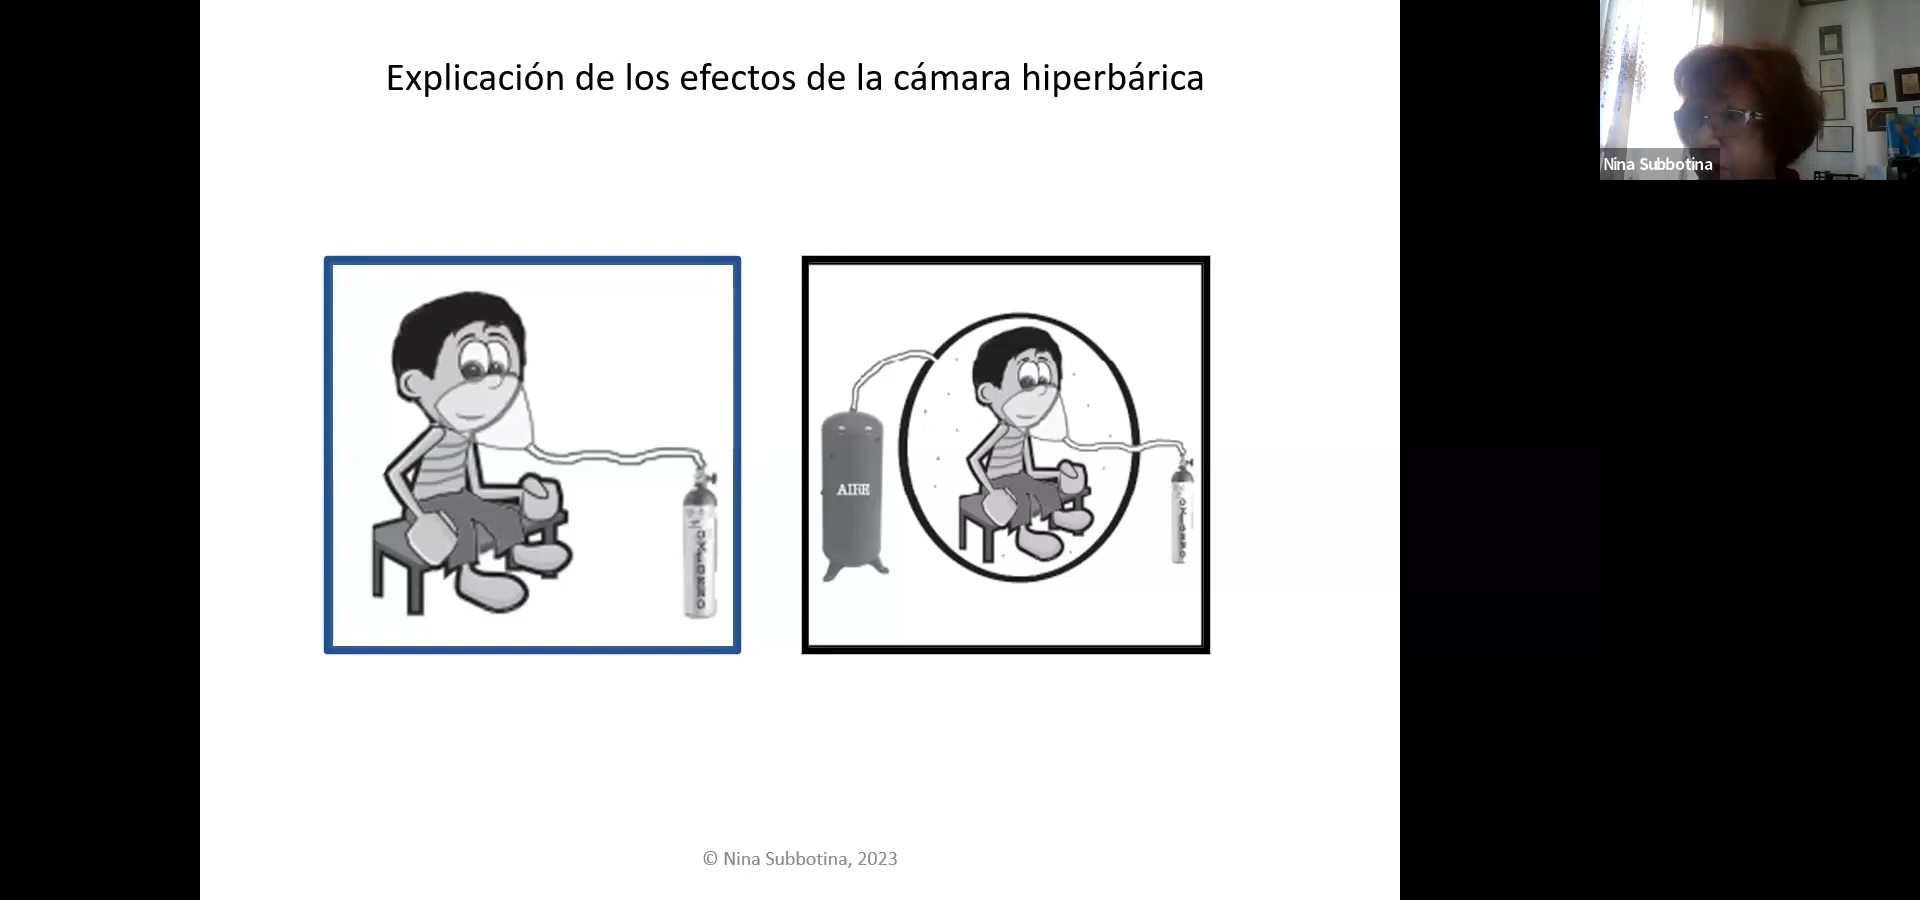 Explicación de los efectos de la cámara hiperbárica
Nina Subbotina
AIRE
© Nina Subbotina, 2023